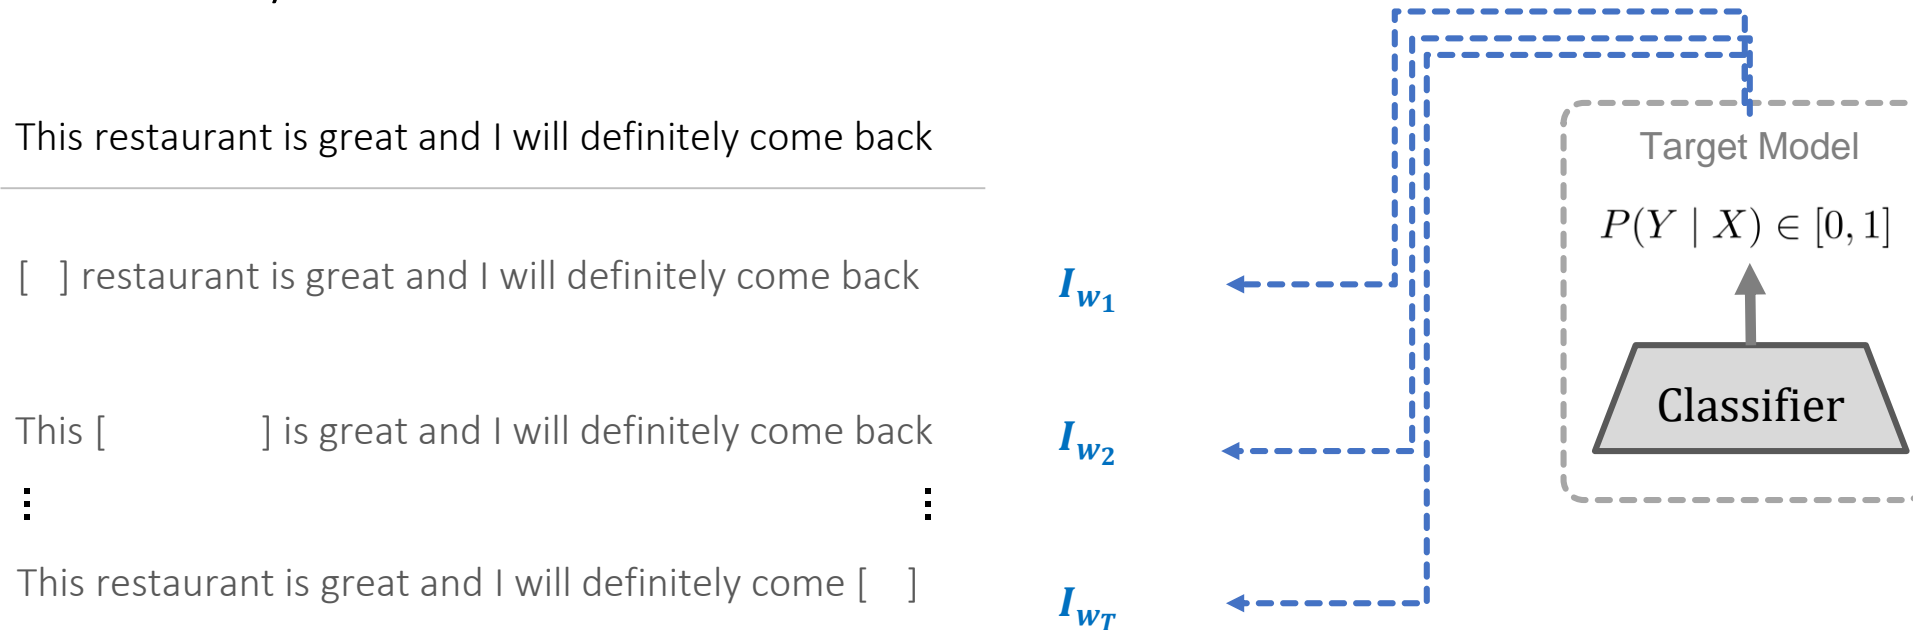 This restaurant is great and I will definitely come back
Target Model
P(Y | X) ∈ [0, 1]
[ ] restaurant is great and I will definitely come back
I_{w_1}
Classifier
This [ ] is great and I will definitely come back
I_{w_2}
⋮ ⋮
This restaurant is great and I will definitely come [ ]
I_{w_T}